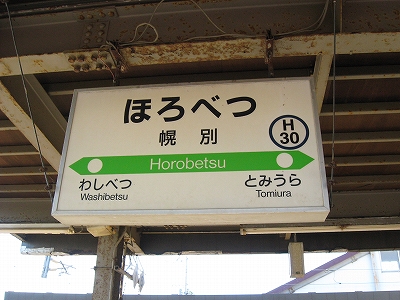 ほろべつ
幌別
H
30
Horobetsu
わしべつ
Washibetsu
とみうら
Tomiura